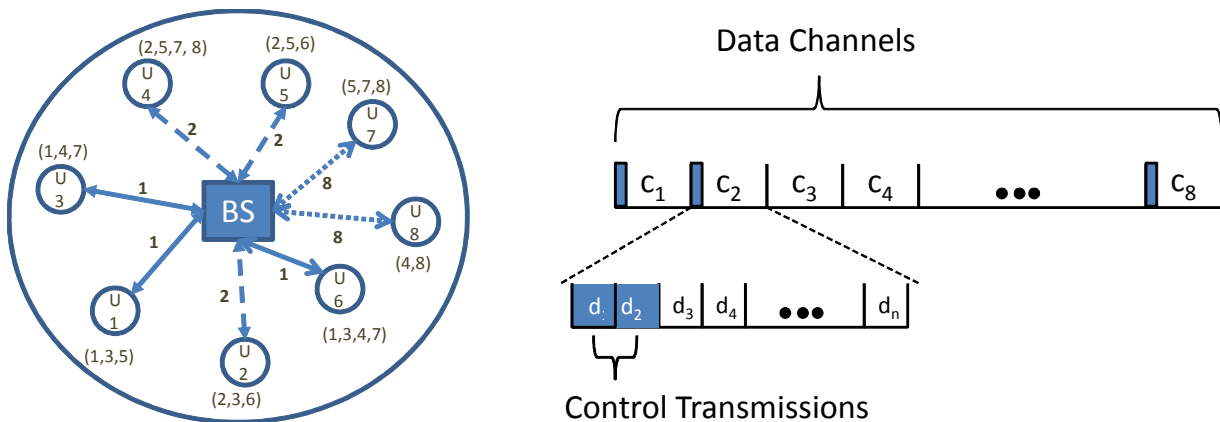 (2,5,7, 8)
U
4
(2,5,6)
U
5
(5,7,8)
U
7
2
2
8
(1,4,7)
U
3
1
BS
8
U
8
(4,8)
1
1
2
U
6
(1,3,4,7)
U
1
(1,3,5)
U
2
(2,3,6)
Data Channels
c1 c2 c3 c4 ●●● c8
d1 d2 d3 d4 ●●● dn
Control Transmissions